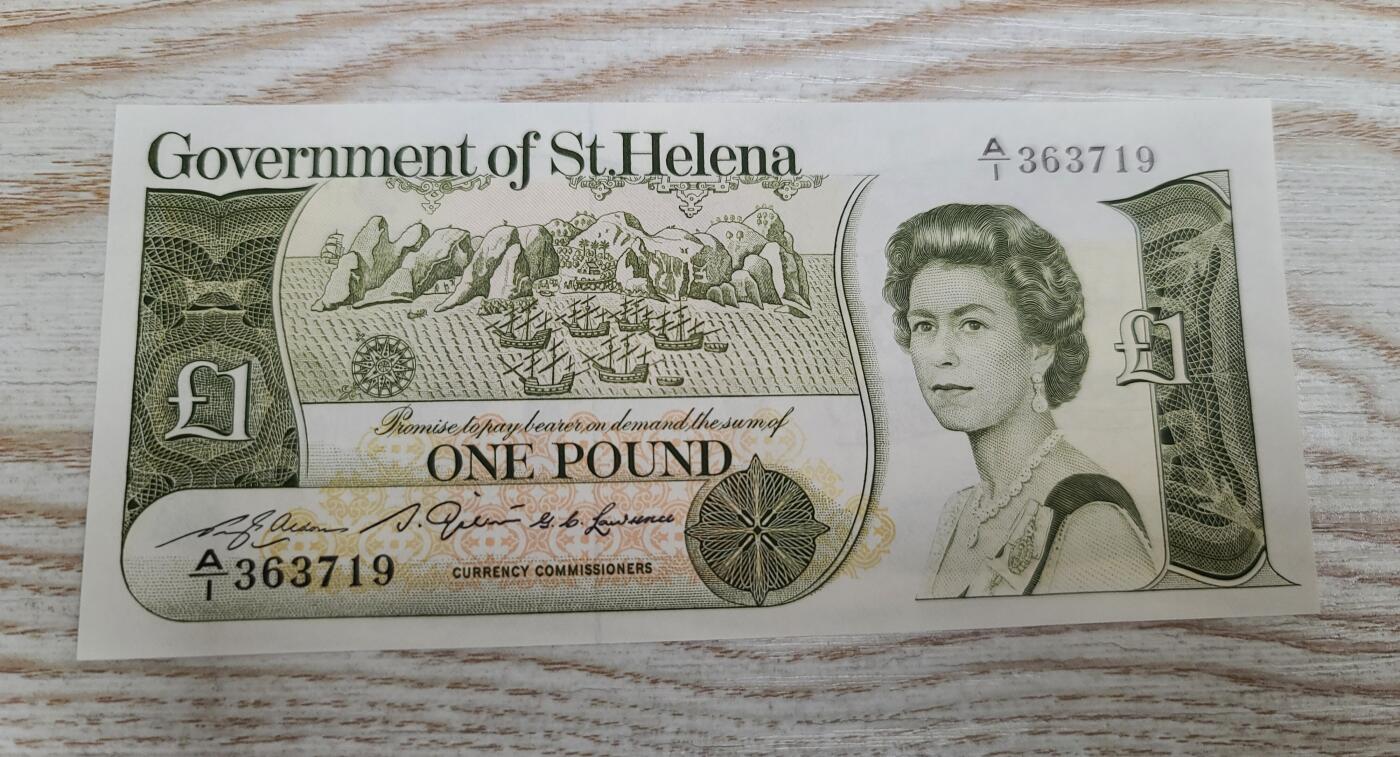 Government of St.Helena
A/1 363719
£1
£1
Promise to pay bearer on demand the sum of
ONE POUND
G. C. Lawrence
A/1 363719
CURRENCY COMMISSIONERS